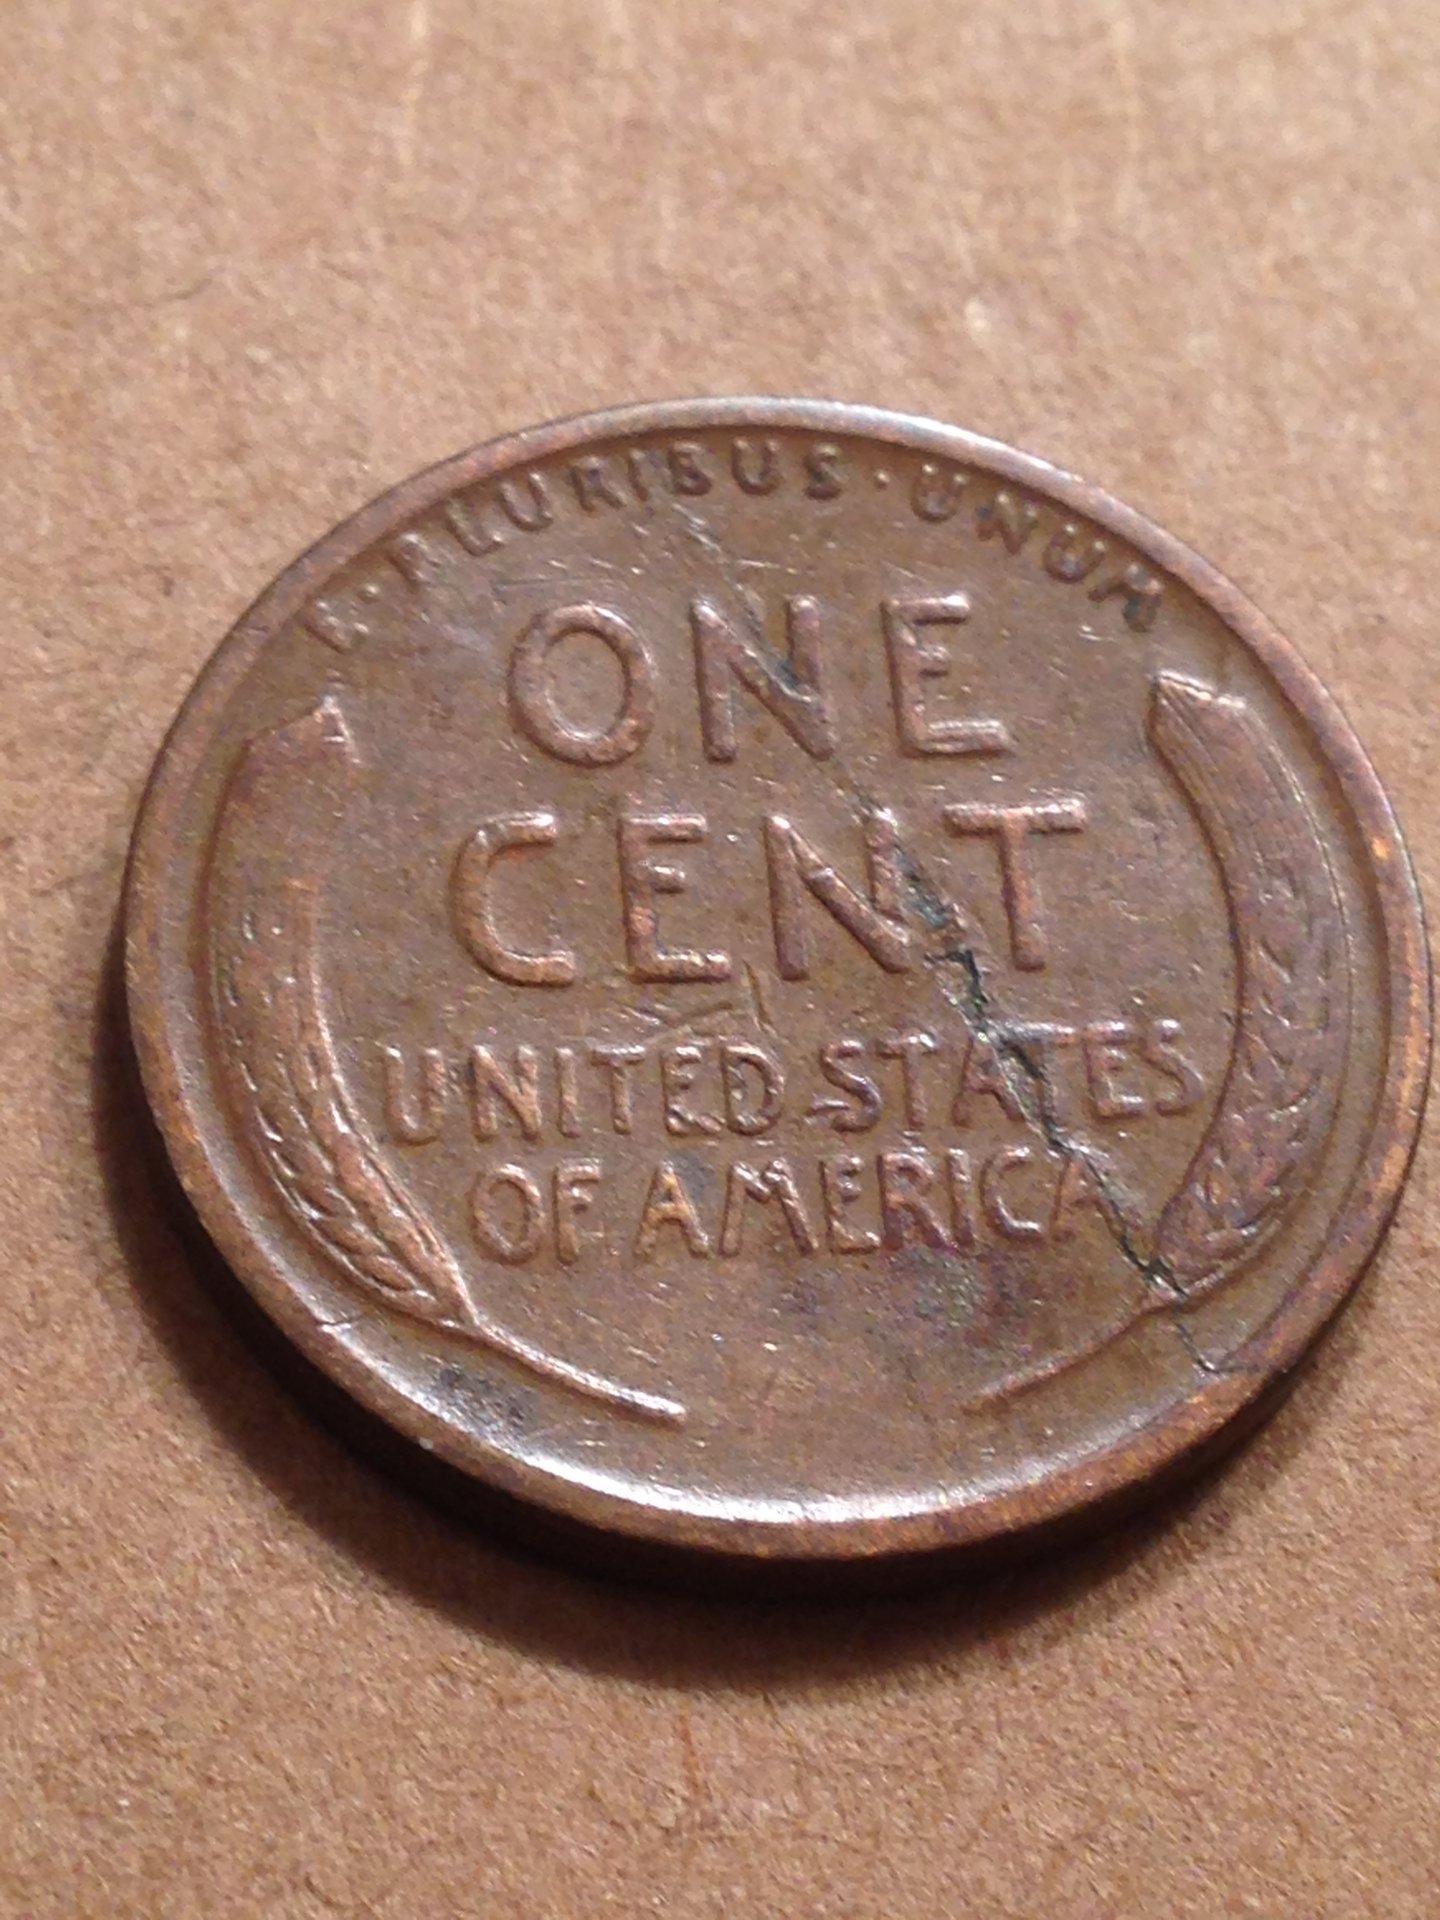 E·PLURIBUS·UNUM
ONE
CENT
UNITED STATES
OF AMERICA